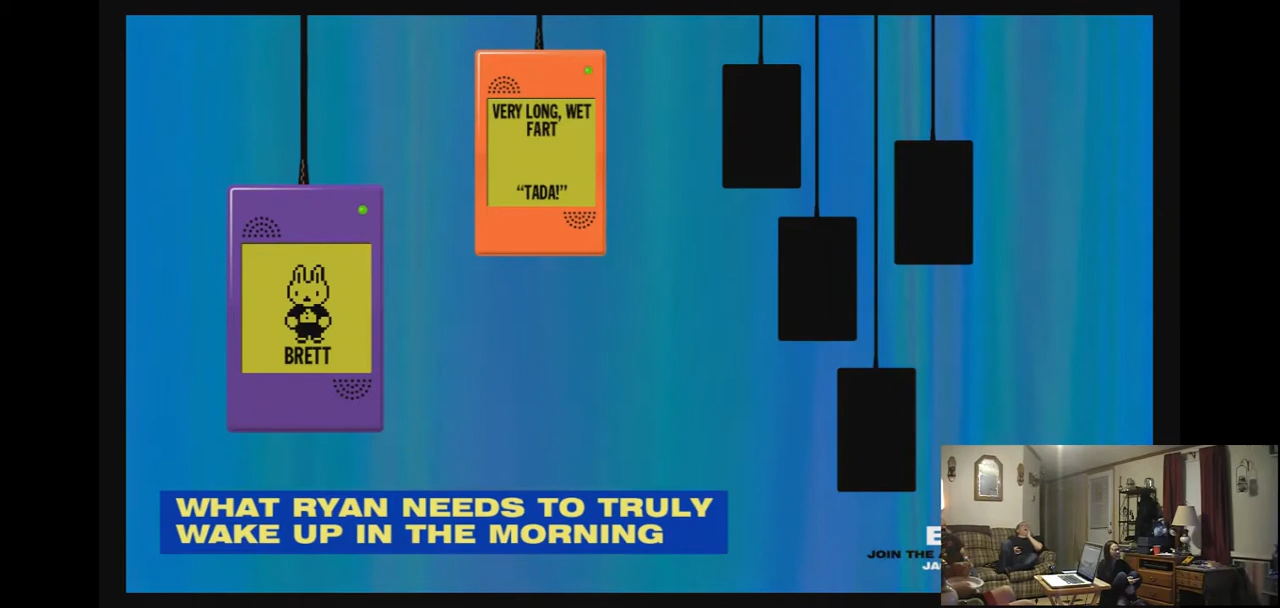 VERY LONG, WET
FART
“TADA!”
BRETT
WHAT RYAN NEEDS TO TRULY
WAKE UP IN THE MORNING
JOIN THE